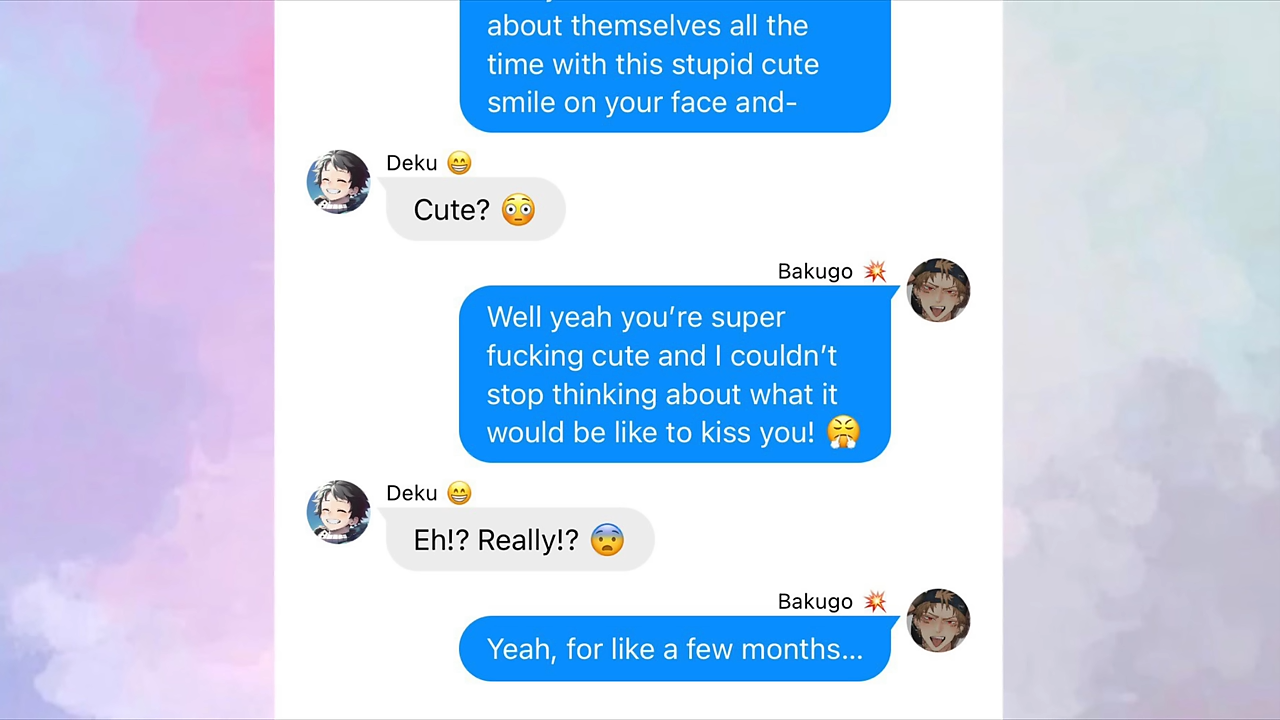 about themselves all the
time with this stupid cute
smile on your face and-
Deku 😁
Cute? 😳
Bakugo 💥
Well yeah you’re super
fucking cute and I couldn’t
stop thinking about what it
would be like to kiss you! 😤
Deku 😁
Eh!? Really!? 😨
Bakugo 💥
Yeah, for like a few months...